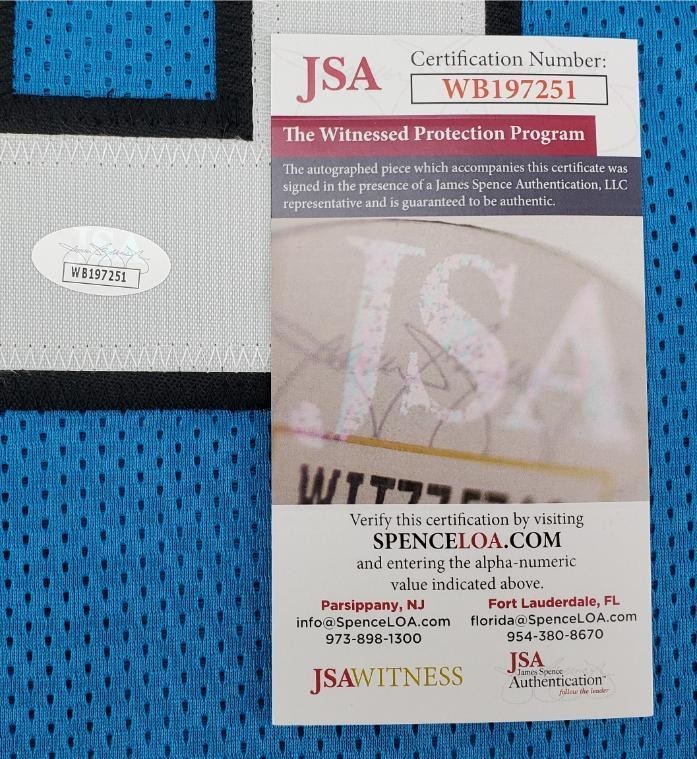 JSA
Certification Number:
WB197251
The Witnessed Protection Program
The autographed piece which accompanies this certificate was
signed in the presence of a James Spence Authentication, LLC
representative and is guaranteed to be authentic.
JSA
WB197251
JSA
Verify this certification by visiting
SPENCELOA.COM
and entering the alpha-numeric
value indicated above.
Parsippany, NJ
info@SpenceLOA.com
973-898-1300
Fort Lauderdale, FL
florida@SpenceLOA.com
954-380-8670
JSAWITNESS
JSA
James Spence
Authentication™
follow the leader